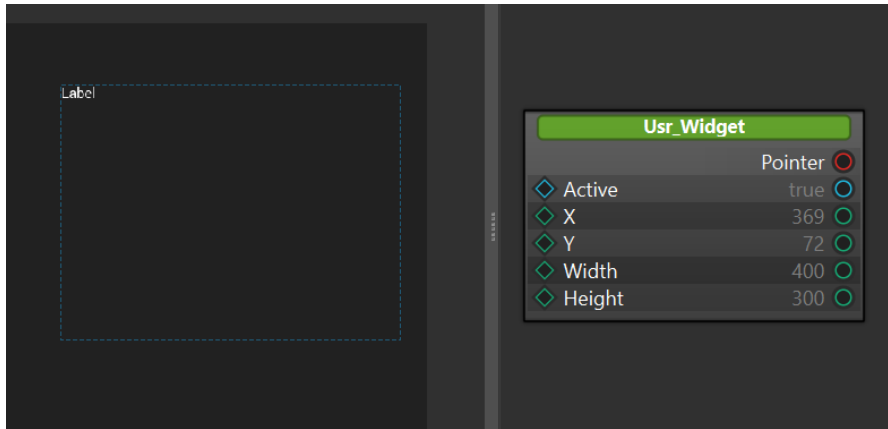 Label
Usr_Widget
Pointer
Active true
X 369
Y 72
Width 400
Height 300